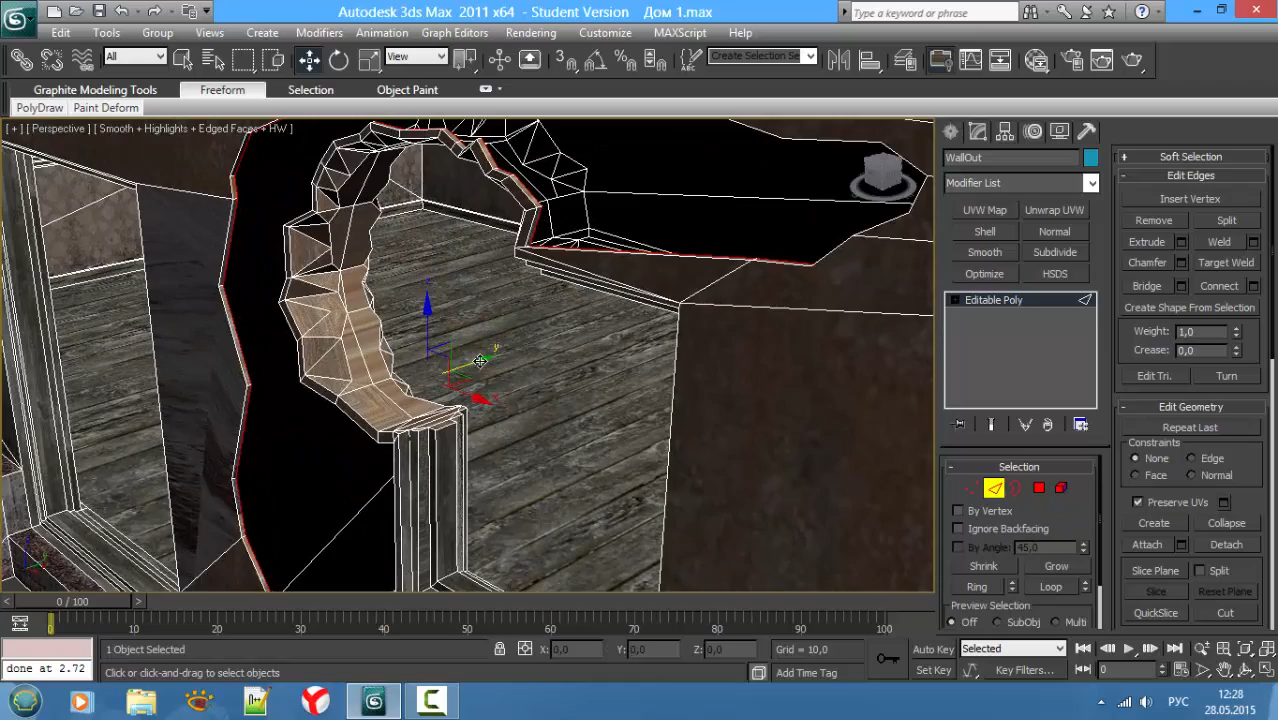 Autodesk 3ds Max 2011 x64 - Student Version Дом 1.max
Type a keyword or phrase
Edit Tools Group Views Create Modifiers Animation Graph Editors Rendering Customize MAXScript Help
All View Create Selection Se
Graphite Modeling Tools Freeform Selection Object Paint
PolyDraw Paint Deform
[ + ] [ Perspective ] [ Smooth + Highlights + Edged Faces + HW ]
z
y
x
WallOut
Modifier List
UVW Map Unwrap UVW
Shell Normal
Smooth Subdivide
Optimize HSDS
Editable Poly
Selection
By Vertex
Ignore Backfacing
By Angle: 45,0
Shrink Grow
Ring Loop
Preview Selection
Off SubObj Multi
Soft Selection
Edit Edges
Insert Vertex
Remove Split
Extrude Weld
Chamfer Target Weld
Bridge Connect
Create Shape From Selection
Weight: 1,0
Crease: 0,0
Edit Tri. Turn
Edit Geometry
Repeat Last
Constraints
None Edge
Face Normal
Preserve UVs
Create Collapse
Attach Detach
Slice Plane Split
Slice Reset Plane
QuickSlice Cut
0 / 100
0 10 20 30 40 50 60 70 80 90 100
1 Object Selected X: 0,0 Y: 0,0 Z: 0,0 Grid = 10,0 Auto Key Selected
done at 2.72 Click or click-and-drag to select objects Add Time Tag Set Key Key Filters... 0
РУС
12:28
28.05.2015